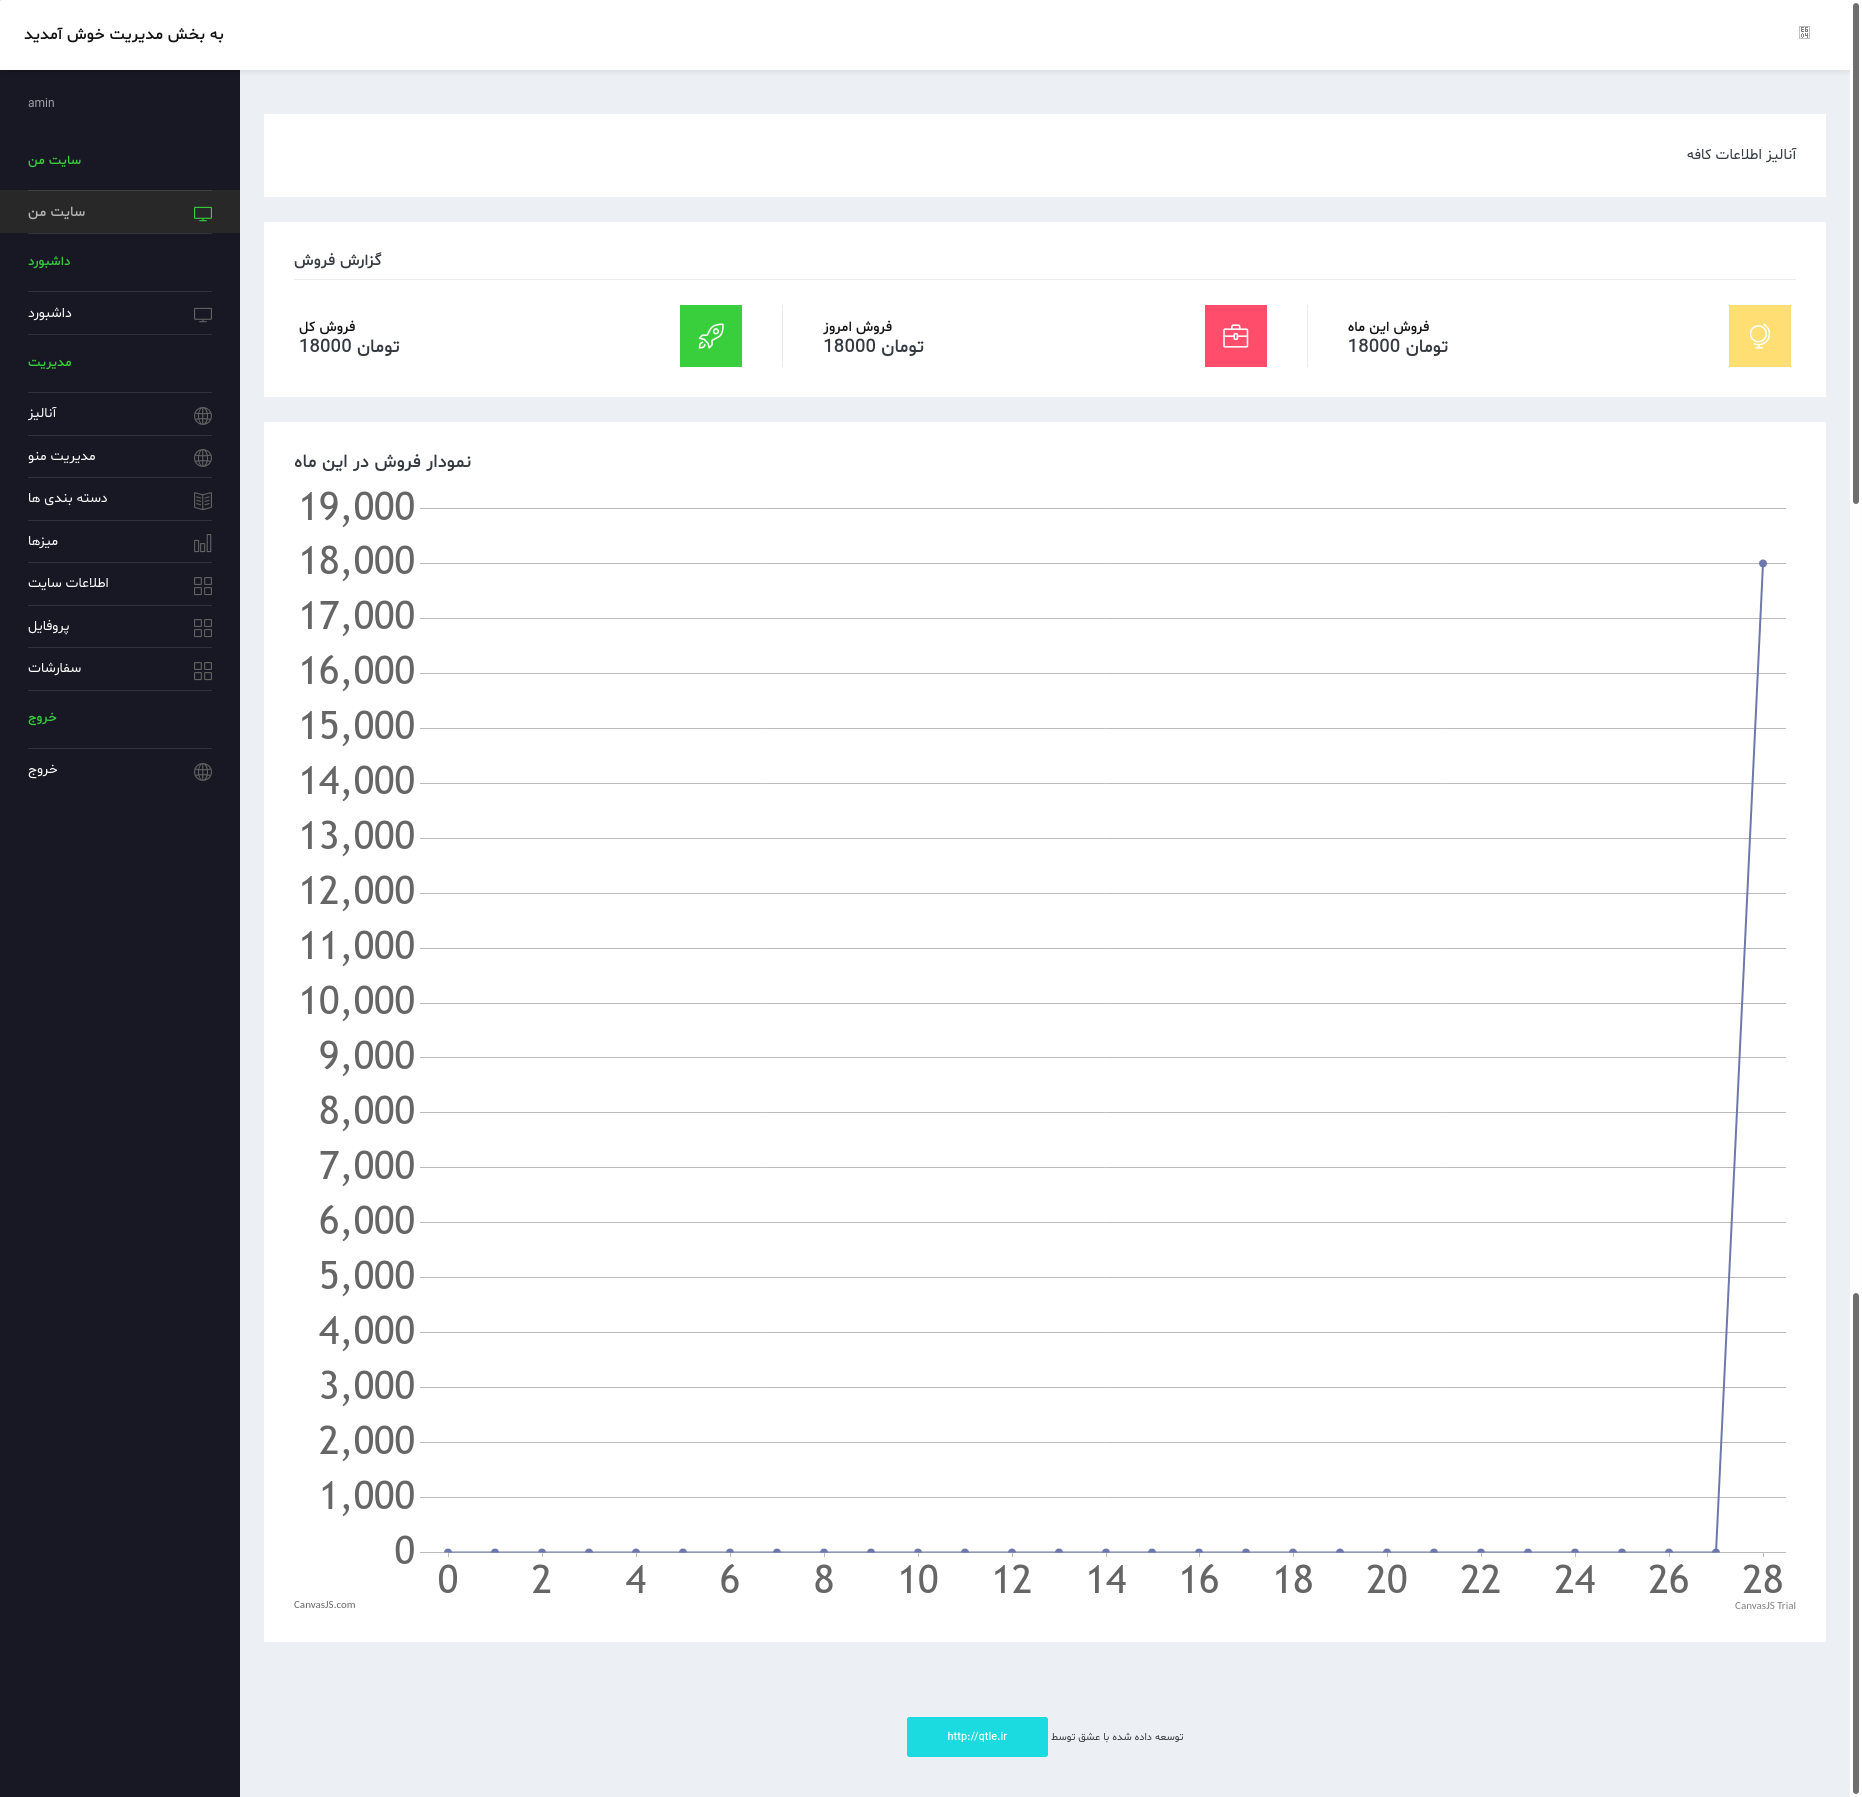 به بخش مدیریت خوش آمدید
amin
سایت من
سایت من
داشبورد
داشبورد
مدیریت
آنالیز
مدیریت منو
دسته بندی ها
میزها
اطلاعات سایت
پروفایل
سفارشات
خروج
خروج
آنالیز اطلاعات کافه
گزارش فروش
فروش کل
18000 تومان
فروش امروز
18000 تومان
فروش این ماه
18000 تومان
نمودار فروش در این ماه
19,000
18,000
17,000
16,000
15,000
14,000
13,000
12,000
11,000
10,000
9,000
8,000
7,000
6,000
5,000
4,000
3,000
2,000
1,000
0
0 2 4 6 8 10 12 14 16 18 20 22 24 26 28
CanvasJS.com
CanvasJS Trial
توسعه داده شده با عشق توسط http://qtle.ir